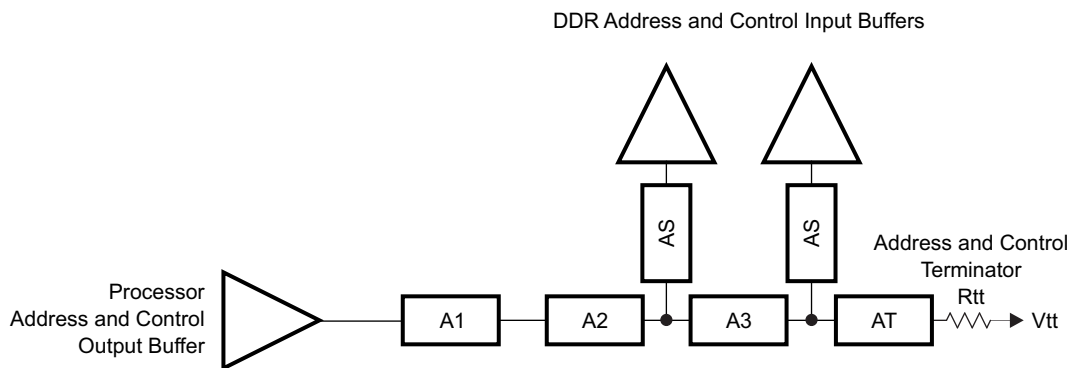 DDR Address and Control Input Buffers
AS
AS
Processor
Address and Control
Output Buffer
A1
A2
A3
AT
Address and Control
Terminator
Rtt
Vtt